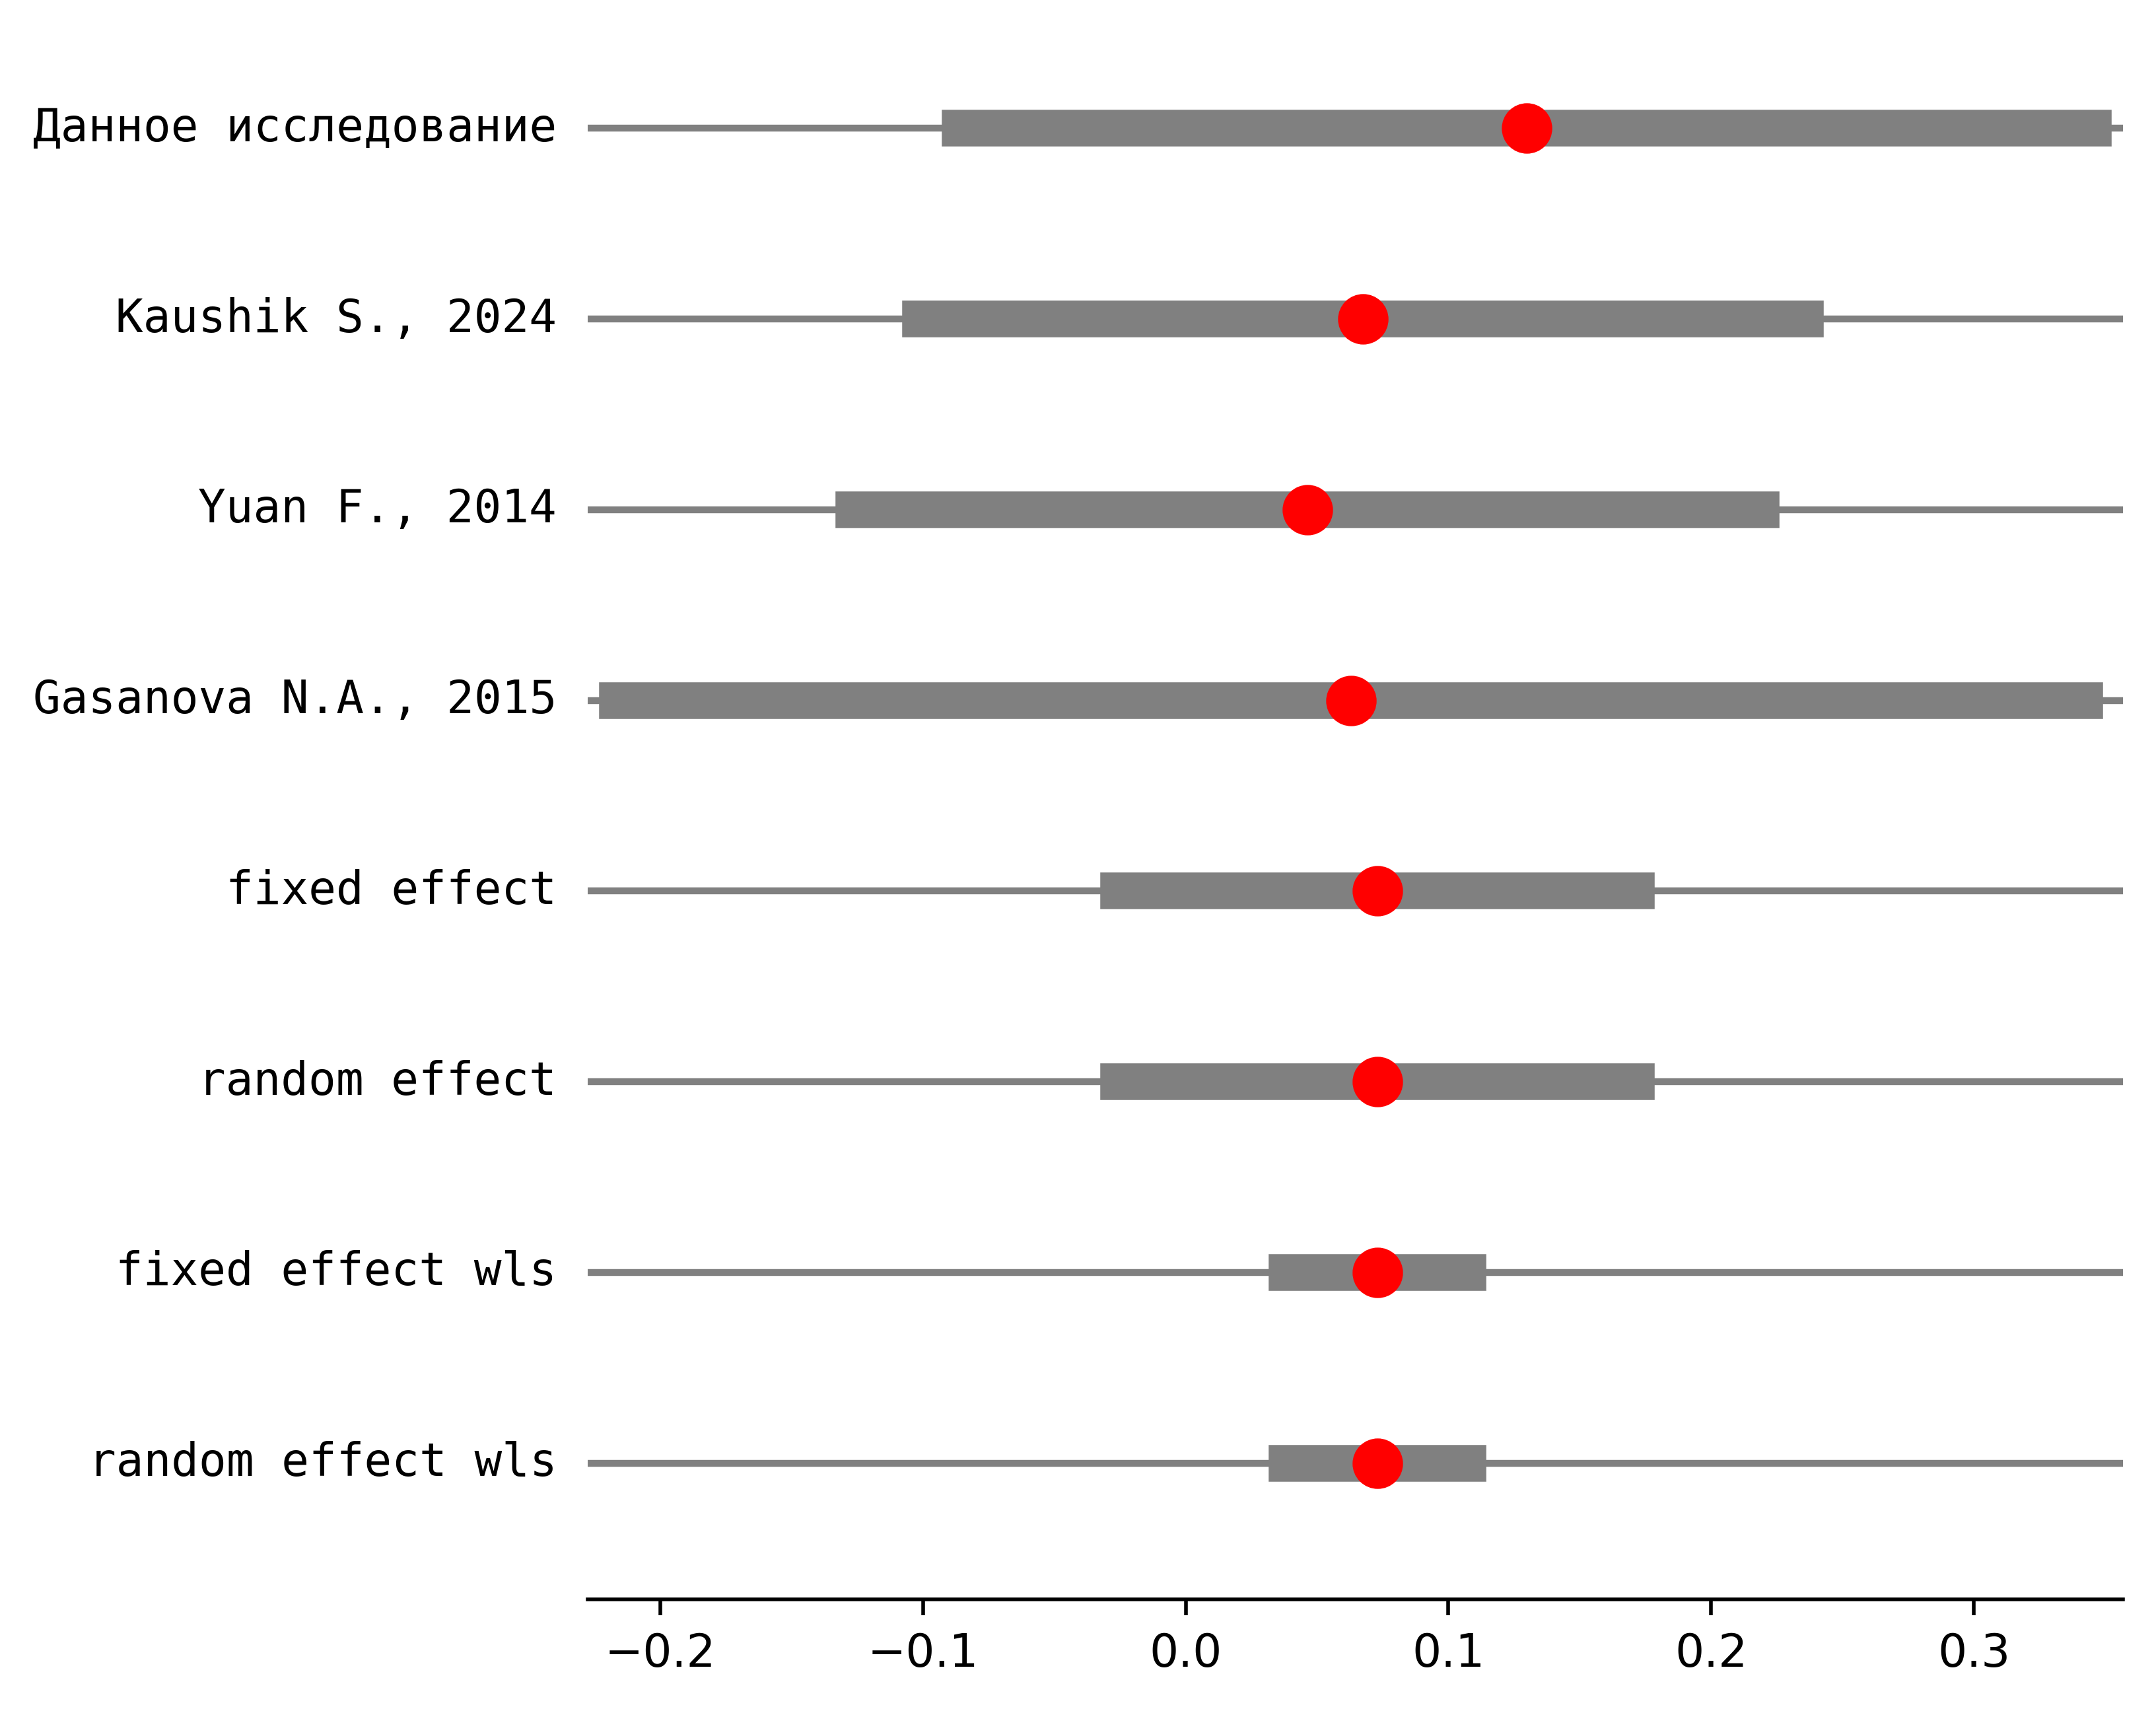 Данное исследование
Kaushik S., 2024
Yuan F., 2014
Gasanova N.A., 2015
fixed effect
random effect
fixed effect wls
random effect wls
−0.2 −0.1 0.0 0.1 0.2 0.3